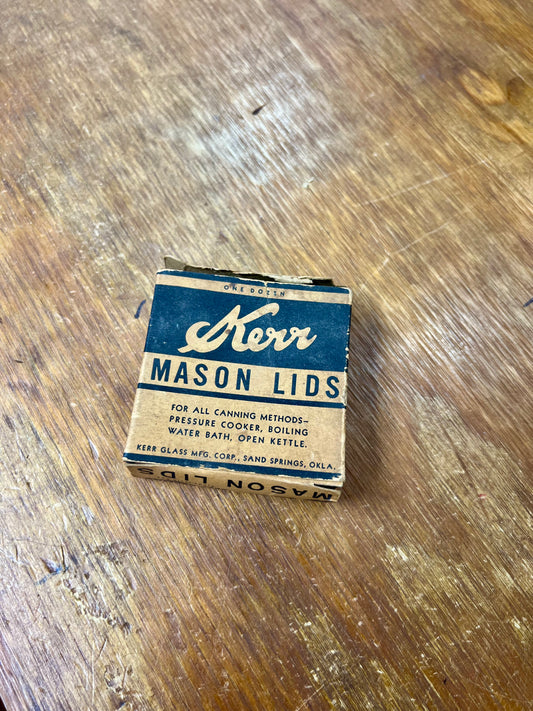 ONE DOZEN
Kerr
MASON LIDS
FOR ALL CANNING METHODS—
PRESSURE COOKER, BOILING
WATER BATH, OPEN KETTLE.
KERR GLASS MFG. CORP., SAND SPRINGS, OKLA.
MASON LIDS